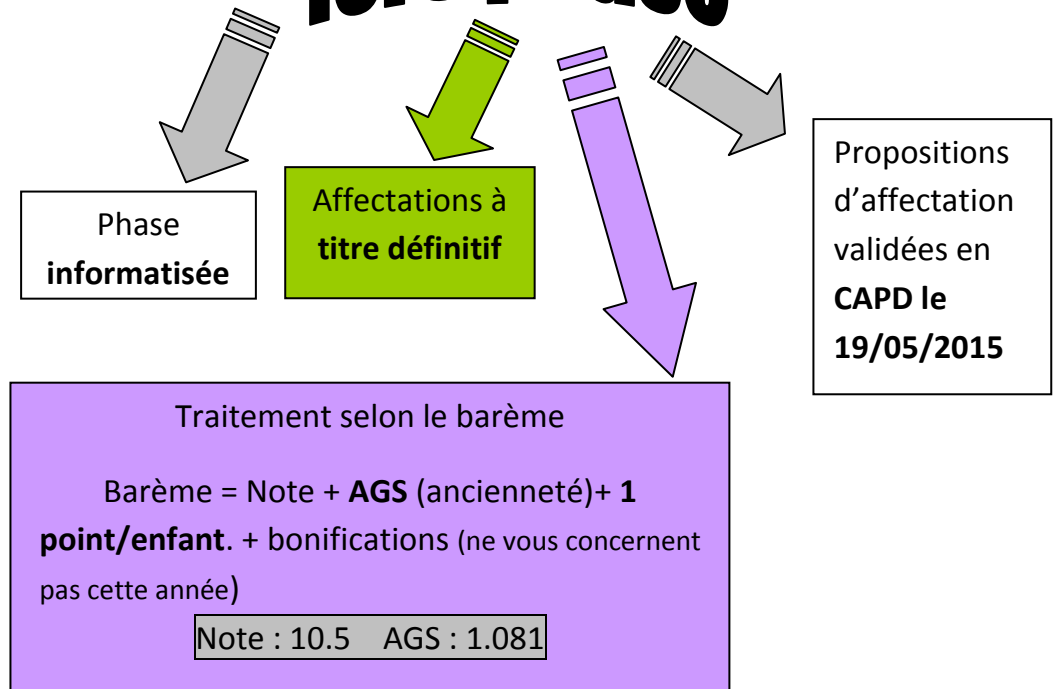 Phase
informatisée
Affectations à
titre définitif
Propositions
d’affectation
validées en
CAPD le
19/05/2015
Traitement selon le barème
Barème = Note + AGS (ancienneté)+ 1
point/enfant. + bonifications (ne vous concernent
pas cette année)
Note : 10.5 AGS : 1.081